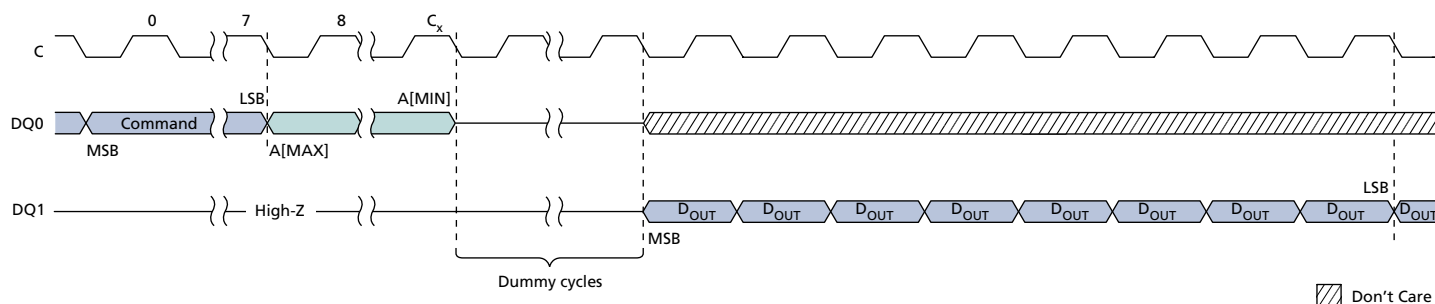 0 7 8 Cx
C
LSB A[MIN]
DQ0 Command
MSB A[MAX]
LSB
DQ1 High-Z DOUT DOUT DOUT DOUT DOUT DOUT DOUT DOUT DOUT
MSB
Dummy cycles
Don't Care